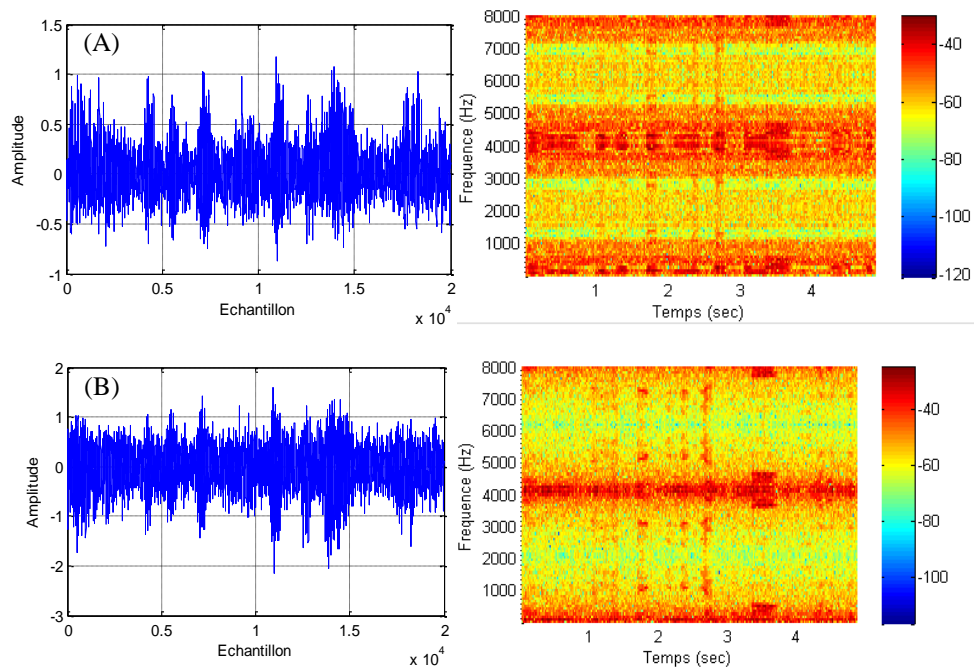 (A)
1.5
1
0.5
0
-0.5
-1
Amplitude
0 0.5 1 1.5 2
Echantillon
x 10^4
8000
7000
6000
5000
4000
3000
2000
1000
Frequence (Hz)
1 2 3 4
Temps (sec)
-40
-60
-80
-100
-120
(B)
2
1
0
-1
-2
-3
Amplitude
0 0.5 1 1.5 2
Echantillon
x 10^4
8000
7000
6000
5000
4000
3000
2000
1000
Frequence (Hz)
1 2 3 4
Temps (sec)
-40
-60
-80
-100